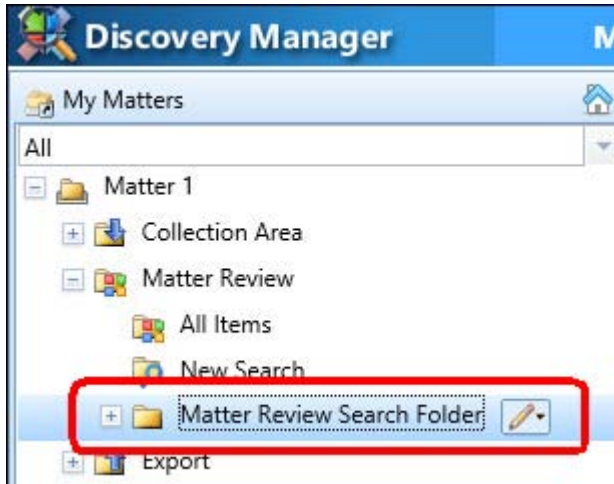 Discovery Manager
M
My Matters
All
Matter 1
Collection Area
Matter Review
All Items
New Search
Matter Review Search Folder
Export